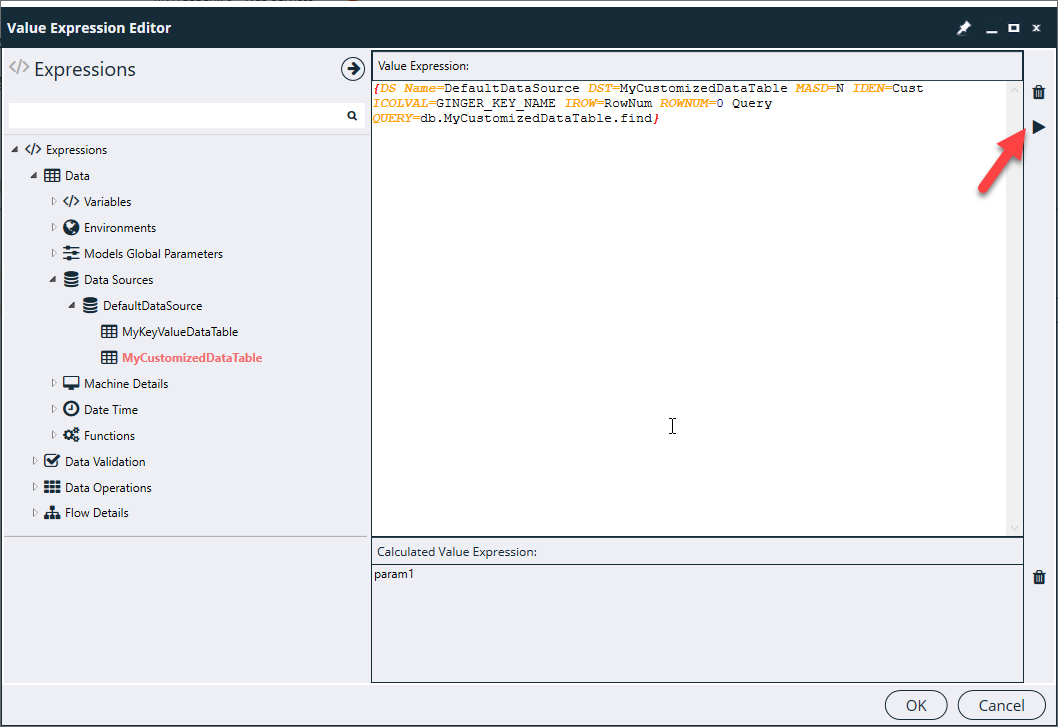 Value Expression Editor
Expressions
Expressions
Data
Variables
Environments
Models Global Parameters
Data Sources
DefaultDataSource
MyKeyValueDataTable
MyCustomizedDataTable
Machine Details
Date Time
Functions
Data Validation
Data Operations
Flow Details
Value Expression:
{DS Name=DefaultDataSource DST=MyCustomizedDataTable MASD=N IDEN=Cust
ICOLVAL=GINGER_KEY_NAME IROW=RowNum ROWNUM=0 Query
QUERY=db.MyCustomizedDataTable.find}
Calculated Value Expression:
param1
OK
Cancel